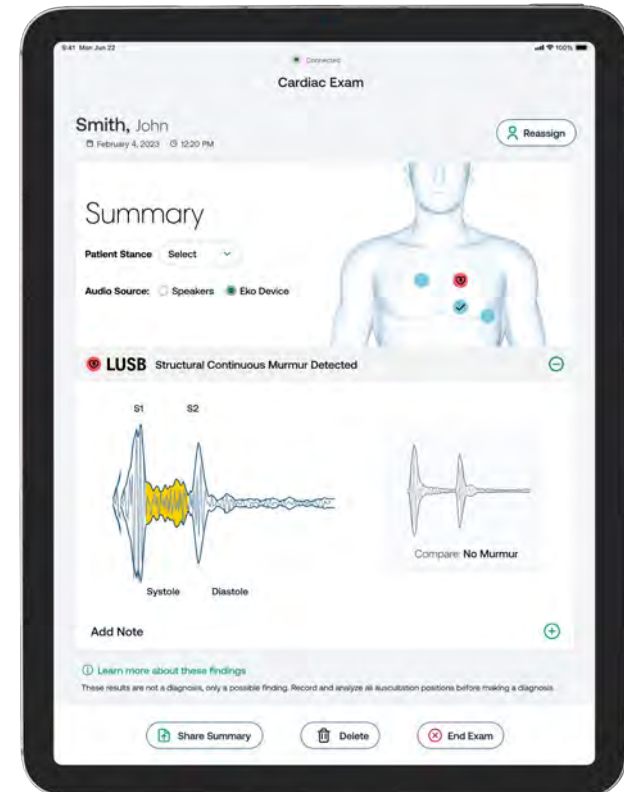 9:41 Mon Jun 22
100%
Connected
Cardiac Exam
Smith, John
February 4, 2023 12:20 PM
Reassign
Summary
Patient Stance Select
Audio Source: Speakers Eko Device
LUSB Structural Continuous Murmur Detected
S1 S2
Compare: No Murmur
Systole Diastole
Add Note
Learn more about these findings
These results are not a diagnosis, only a possible finding. Record and analyze all auscultation positions before making a diagnosis.
Share Summary Delete End Exam